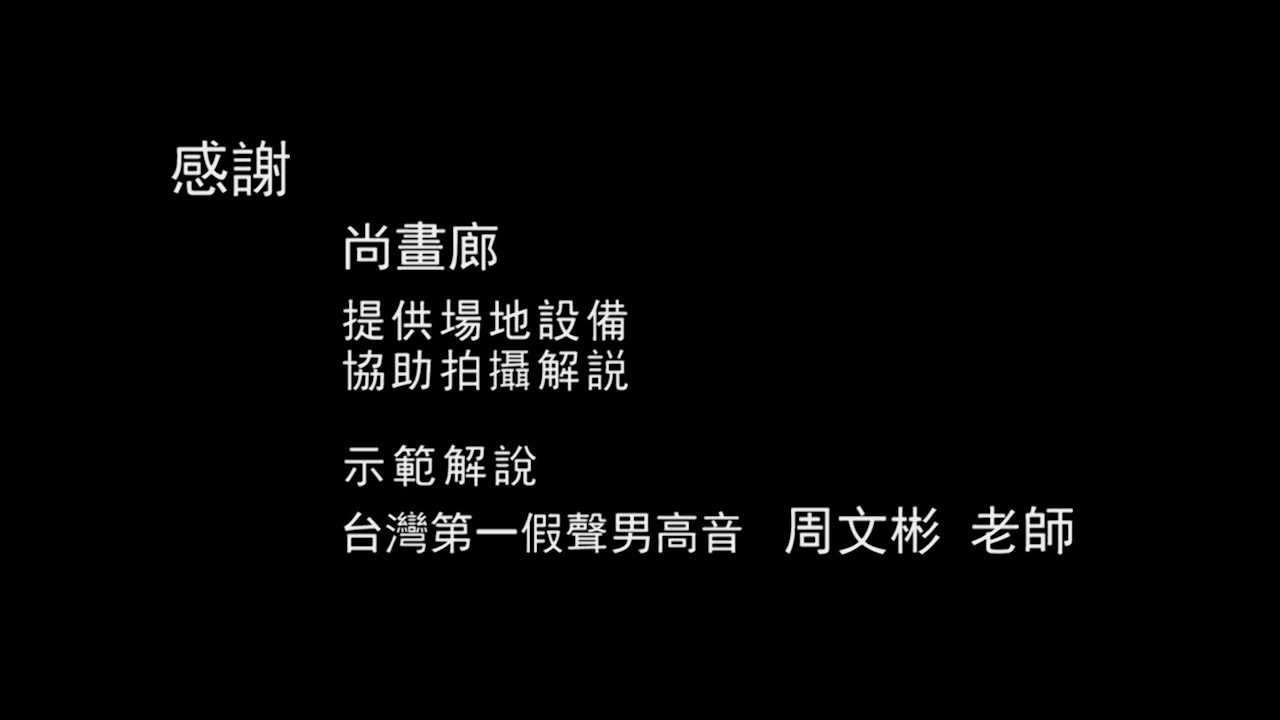 感謝
尚畫廊
提供場地設備
協助拍攝解說
示範解說
台灣第一假聲男高音 周文彬 老師